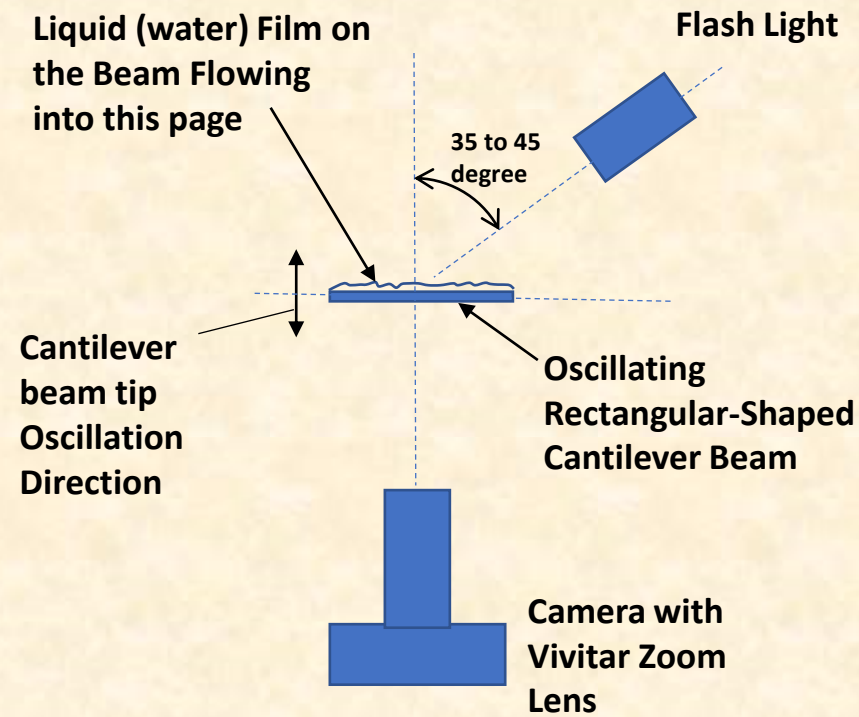 Liquid (water) Film on
the Beam Flowing
into this page
Flash Light
35 to 45
degree
Cantilever
beam tip
Oscillation
Direction
Oscillating
Rectangular-Shaped
Cantilever Beam
Camera with
Vivitar Zoom
Lens